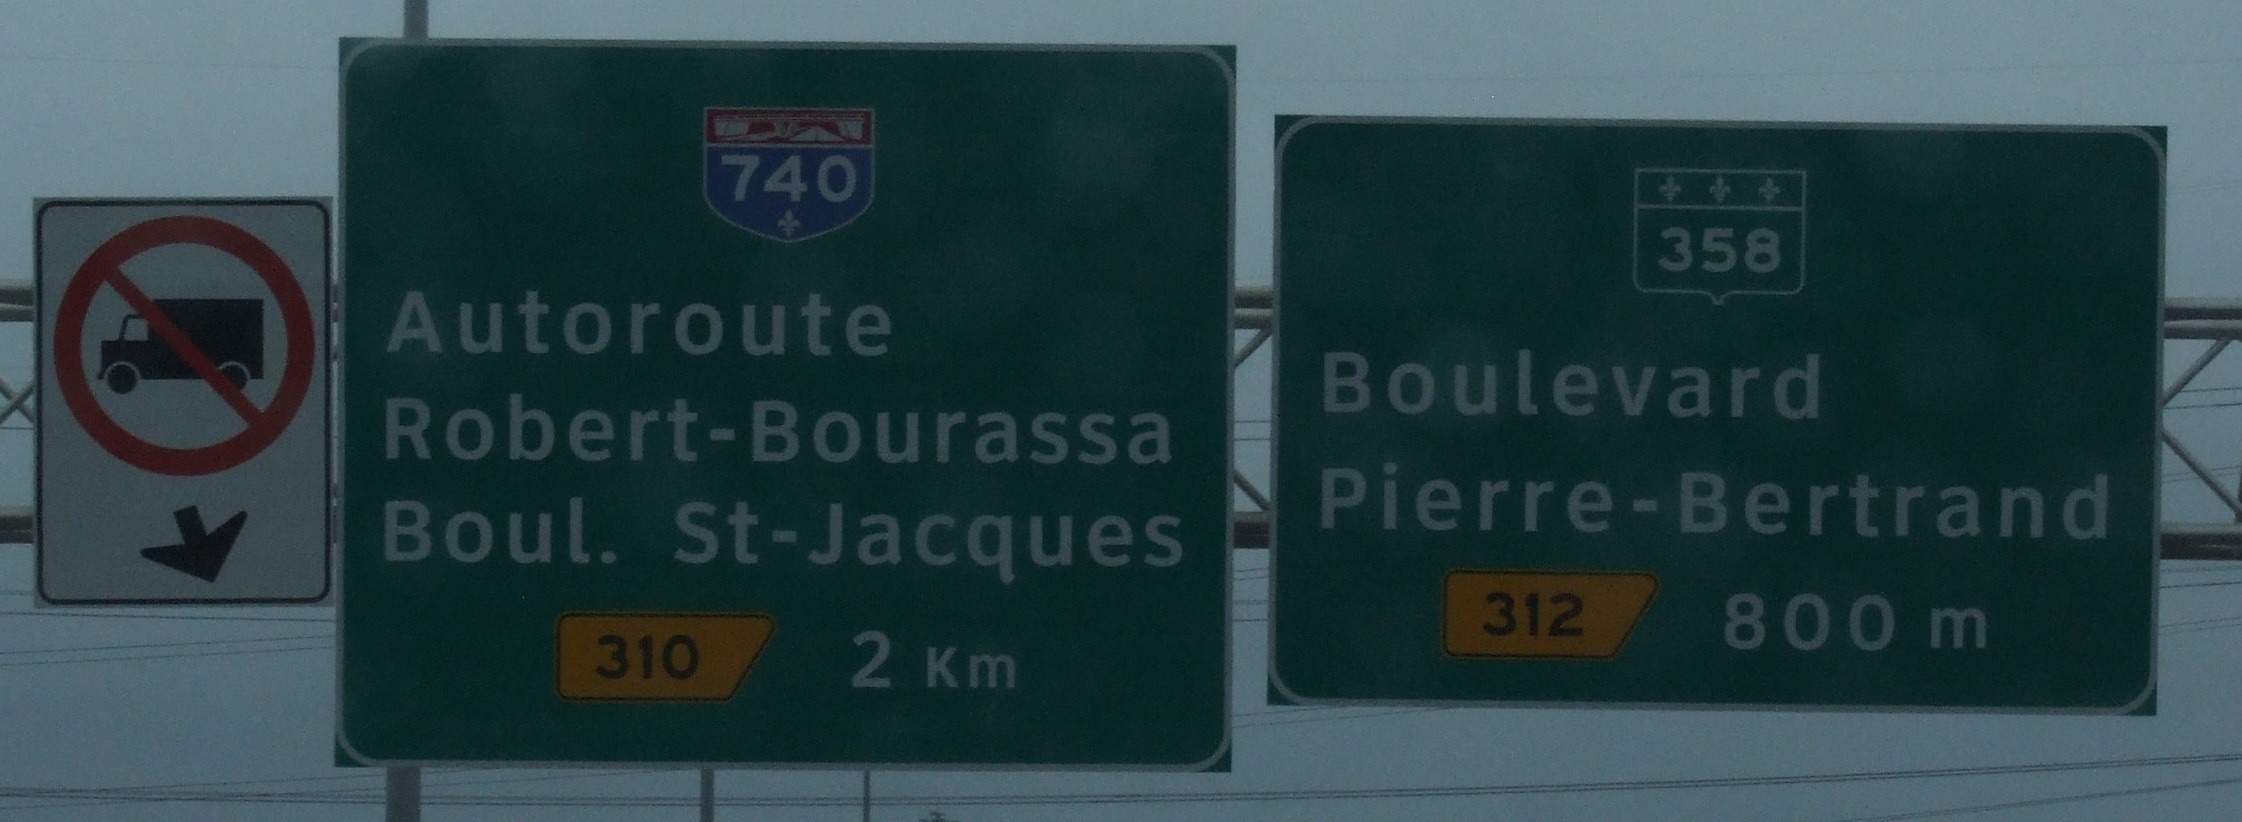 740
Autoroute
Robert-Bourassa
Boul. St-Jacques
310 2 Km
358
Boulevard
Pierre-Bertrand
312 800 m